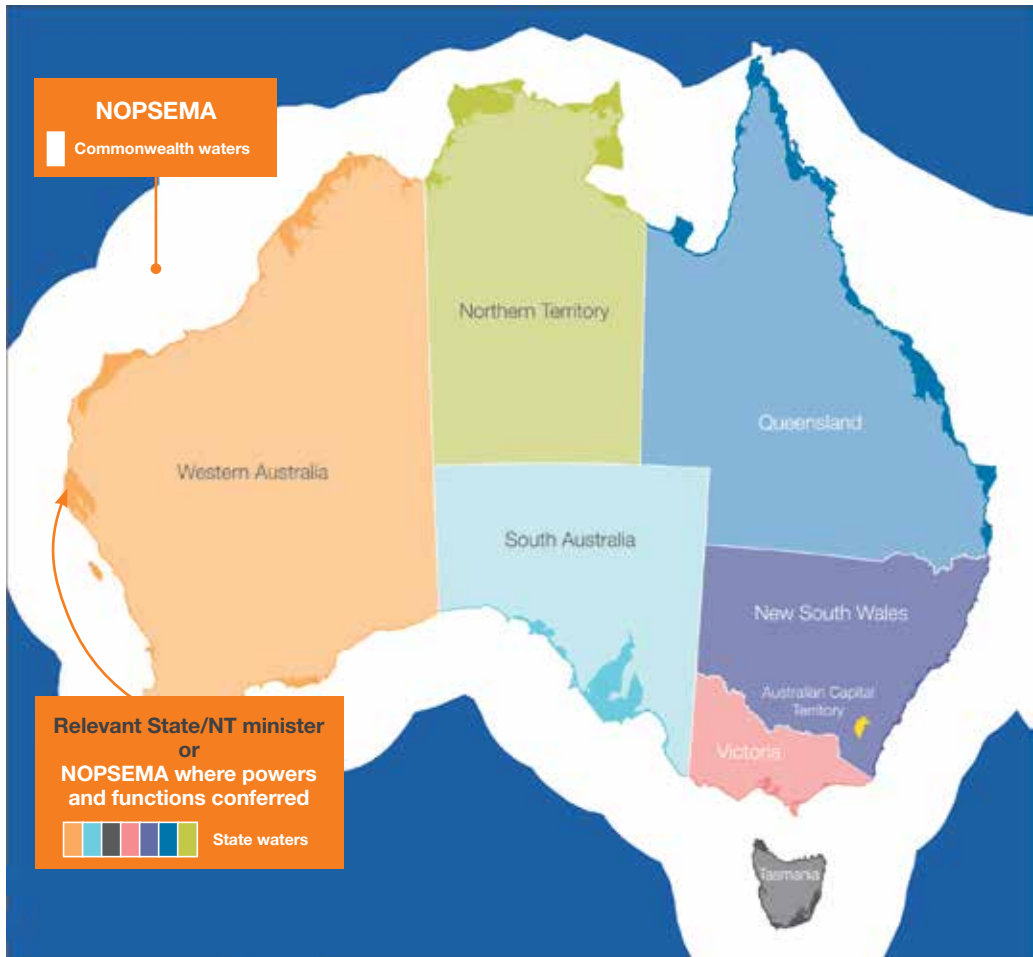 NOPSEMA
Commonwealth waters
Northern Territory
Queensland
Western Australia
South Australia
New South Wales
Australian Capital
Territory
Victoria
Tasmania
Relevant State/NT minister
or
NOPSEMA where powers
and functions conferred
State waters